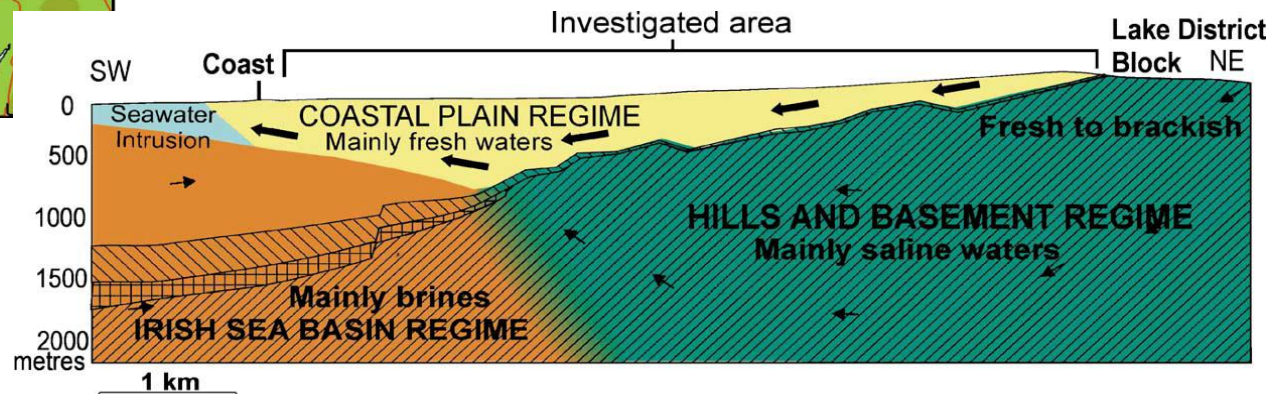 Investigated area
Lake District
Block NE
SW
Coast
0
500
1000
1500
2000
metres
Seawater
Intrusion
COASTAL PLAIN REGIME
Mainly fresh waters
Fresh to brackish
HILLS AND BASEMENT REGIME
Mainly saline waters
Mainly brines
IRISH SEA BASIN REGIME
1 km